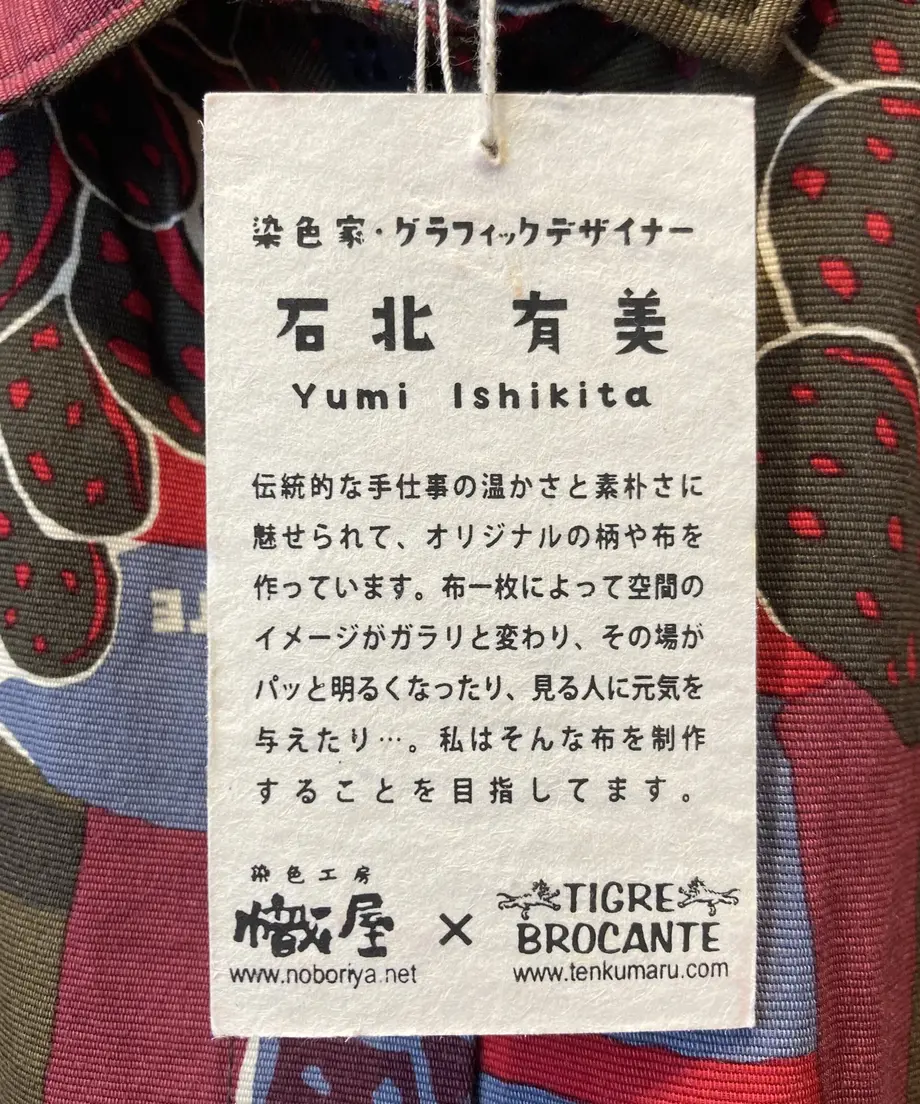 染色家・グラフィックデザイナー
石北 有美
Yumi Ishikita
伝統的な手仕事の温かさと素朴さに
魅せられて、オリジナルの柄や布を
作っています。布一枚によって空間の
イメージがガラリと変わり、その場が
パッと明るくなったり、見る人に元気を
与えたり…。私はそんな布を制作
することを目指してます。
染色工房
幟屋 × TIGRE BROCANTE
www.noboriya.net www.tenkumaru.com